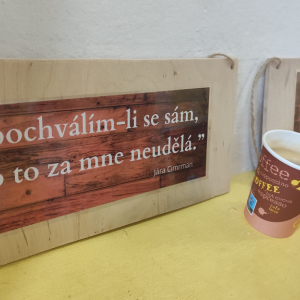 pochválím-li se sám,
to za mne neudělá.”
Jára Cimrman
coffee
COFFEE